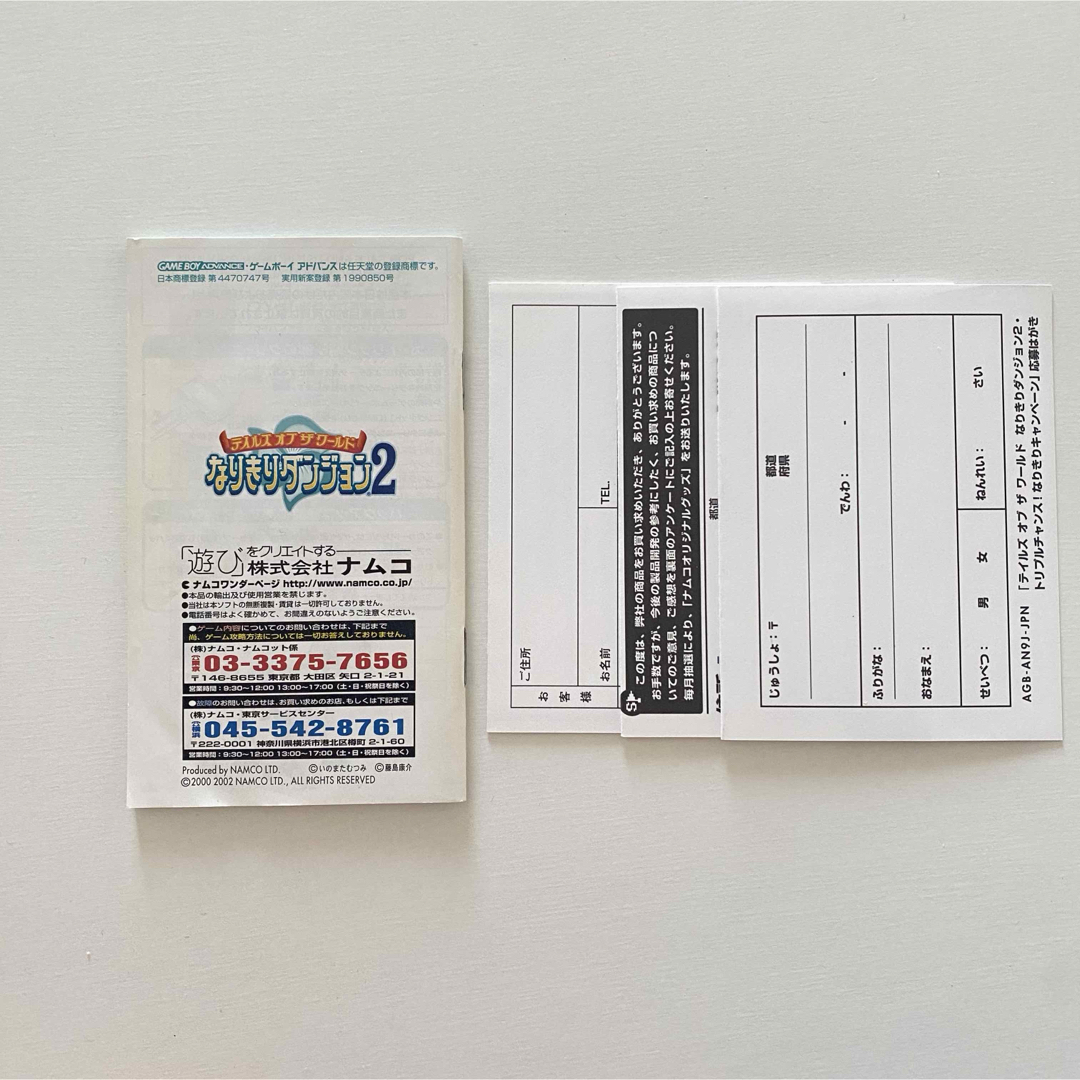 GAME BOY ADVANCE・ゲームボーイ アドバンスは任天堂の登録商標です。
日本商標登録 第4470747号 実用新案登録 第1990850号
テイルズ オブ ザ ワールド
なりきりダンジョン2
「遊び」をクリエイトする
株式会社 ナムコ
ナムコワンダーページ http://www.namco.co.jp/
●本品の輸出及び使用営業を禁じます。
●当社は本ソフトの無断複製・賃貸は一切許可しておりません。
●電話番号はよく確かめて、お間違えのないようご注意ください。
●ゲーム内容についてのお問い合わせは、下記まで
尚、ゲーム攻略方法については一切お答えしておりません。
(株)ナムコ・ナムコット係
東京 03-3375-7656
〒146-8655 東京都 大田区 矢口 2-1-21
営業時間：9:30~12:00 13:00~17:00 (土・日・祝祭日を除く)
●故障のお問い合わせは、お買い求めのお店、もしくは下記まで
(株)ナムコ・東京サービスセンター
横浜 045-542-8761
〒222-0001 神奈川県横浜市港北区樽町 2-1-60
営業時間：9:30~12:00 13:00~17:00 (土・日・祝祭日を除く)
Produced by NAMCO LTD. ©いのまたむつみ ©藤島康介
©2000 2002 NAMCO LTD., ALL RIGHTS RESERVED
お客様
ご住所
お名前
TEL.
この度は、弊社の商品をお買い求めいただき、ありがとうございます。
お手数ですが、今後の製品開発の参考にしたく、お買い求めの商品につ
いてのご意見、ご感想を裏面のアンケートにご記入の上お寄せください。
毎月抽選により、「ナムコオリジナルグッズ」をお送りいたします。
都道
じゅうしょ：〒
都道
府県
でんわ： - -
ふりがな：
おなまえ：
せいべつ： 男 女 ねんれい： さい
AGB-AN9J-JPN 「テイルズ オブ ザ ワールド なりきりダンジョン2・
トリプルチャンス！なりきりキャンペーン」応募はがき